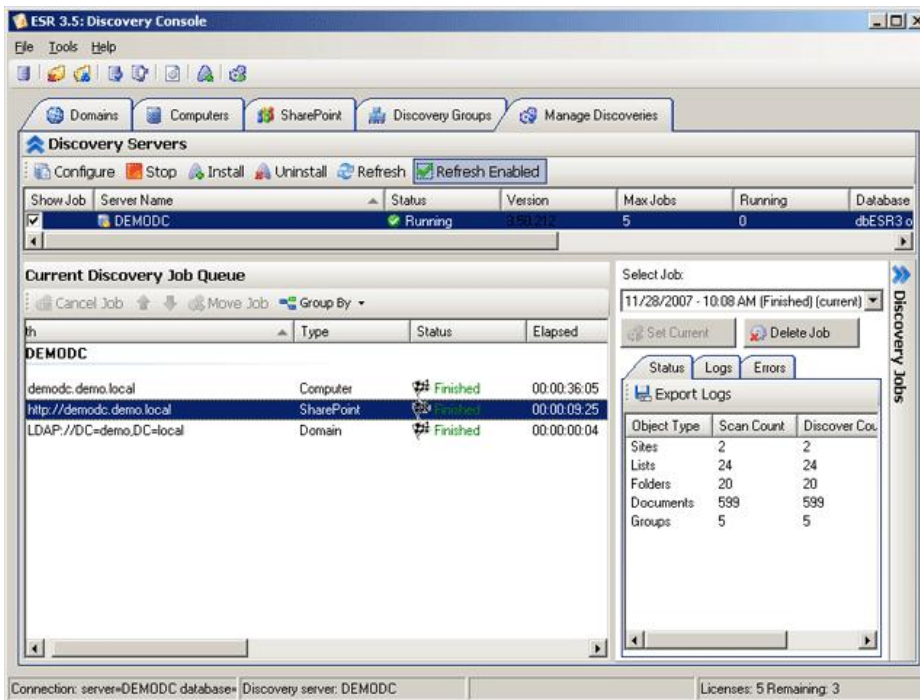 ESR 3.5: Discovery Console
File Tools Help
Domains Computers SharePoint Discovery Groups Manage Discoveries
Discovery Servers
Configure Stop Install Uninstall Refresh Refresh Enabled
Show Job Server Name Status Version Max Jobs Running Database
DEMODC Running 3.50.212 5 0 dbESR3 o
Current Discovery Job Queue
Cancel Job Move Job Group By
th Type Status Elapsed
DEMODC
demodc.demo.local Computer Finished 00:00:36:05
http://demodc.demo.local SharePoint Finished 00:00:09:25
LDAP://DC=demo,DC=local Domain Finished 00:00:00:04
Select Job:
11/28/2007 - 10:08 AM (Finished) (current)
Set Current Delete Job
Status Logs Errors
Export Logs
Object Type Scan Count Discover Cou
Sites 2 2
Lists 24 24
Folders 20 20
Documents 599 599
Groups 5 5
Discovery Jobs
Connection: server=DEMODC database= Discovery server: DEMODC Licenses: 5 Remaining: 3